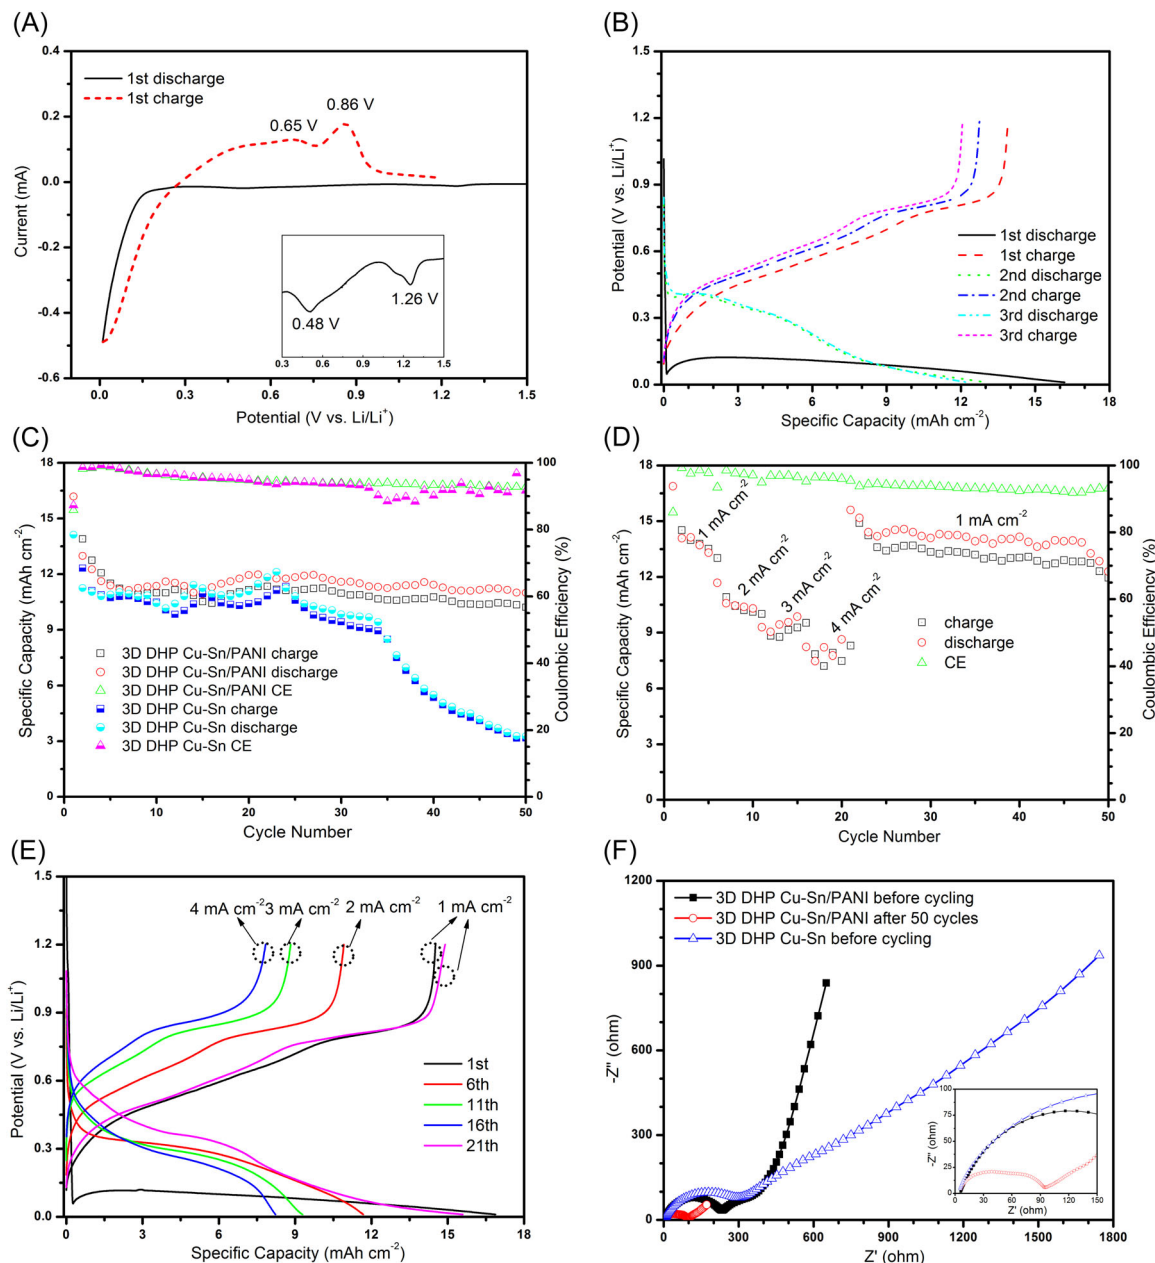 (A)
0.4
0.2
0.0
-0.2
-0.4
-0.6
Current (mA)
1st discharge
1st charge
0.65 V
0.86 V
0.48 V
1.26 V
0.3 0.6 0.9 1.2 1.5
0.0 0.3 0.6 0.9 1.2 1.5
Potential (V vs. Li/Li+)
(B)
1.5
1.2
0.9
0.6
0.3
0.0
Potential (V vs. Li/Li+)
1st discharge
1st charge
2nd discharge
2nd charge
3rd discharge
3rd charge
0 3 6 9 12 15 18
Specific Capacity (mAh cm-2)
(C)
18
15
12
9
6
3
0
Specific Capacity (mAh cm-2)
3D DHP Cu-Sn/PANI charge
3D DHP Cu-Sn/PANI discharge
3D DHP Cu-Sn/PANI CE
3D DHP Cu-Sn charge
3D DHP Cu-Sn discharge
3D DHP Cu-Sn CE
100
80
60
40
20
0
Coulombic Efficiency (%)
0 10 20 30 40 50
Cycle Number
(D)
18
15
12
9
6
3
0
Specific Capacity (mAh cm-2)
1 mA cm-2
2 mA cm-2
3 mA cm-2
4 mA cm-2
1 mA cm-2
charge
discharge
CE
100
80
60
40
20
0
Coulombic Efficiency (%)
0 10 20 30 40 50
Cycle Number
(E)
1.5
1.2
0.9
0.6
0.3
0.0
Potential (V vs. Li/Li+)
4 mA cm-2 3 mA cm-2 2 mA cm-2 1 mA cm-2
1st
6th
11th
16th
21th
0 3 6 9 12 15 18
Specific Capacity (mAh cm-2)
(F)
1200
900
600
300
0
-Z" (ohm)
3D DHP Cu-Sn/PANI before cycling
3D DHP Cu-Sn/PANI after 50 cycles
3D DHP Cu-Sn before cycling
100
75
50
25
0
-Z" (ohm)
30 60 90 120 150
Z' (ohm)
0 300 600 900 1200 1500 1800
Z' (ohm)